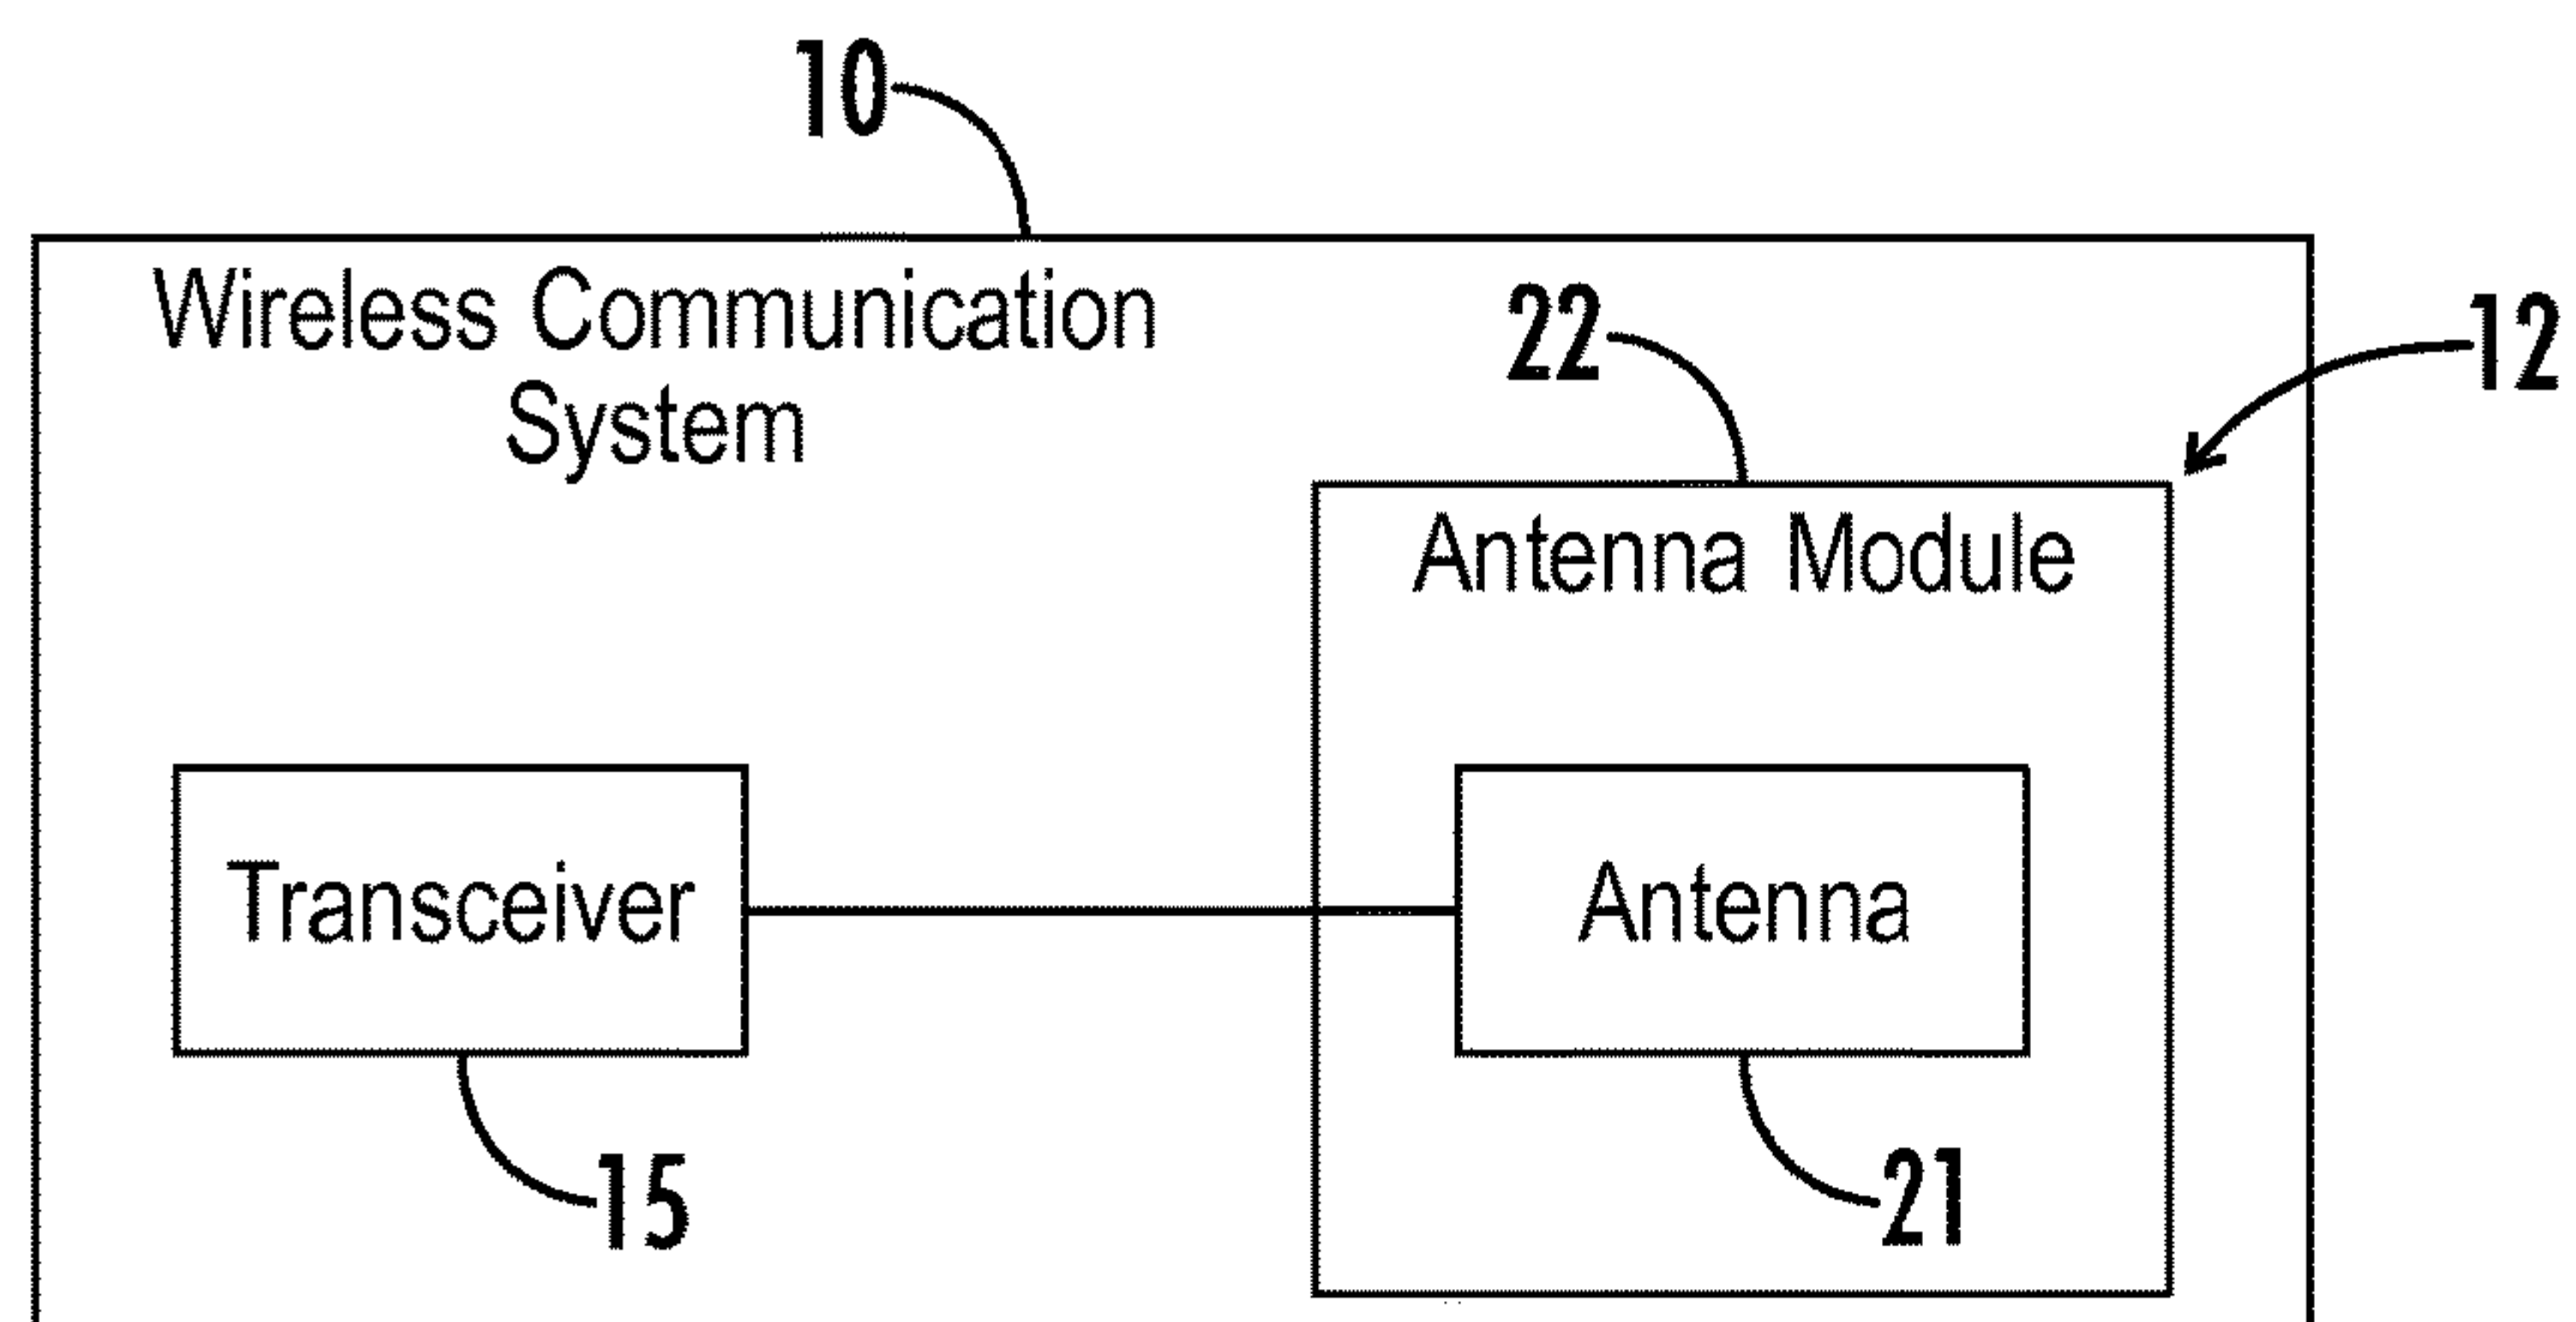 10
Wireless Communication
System
22
12
Antenna Module
Transceiver
Antenna
15
21